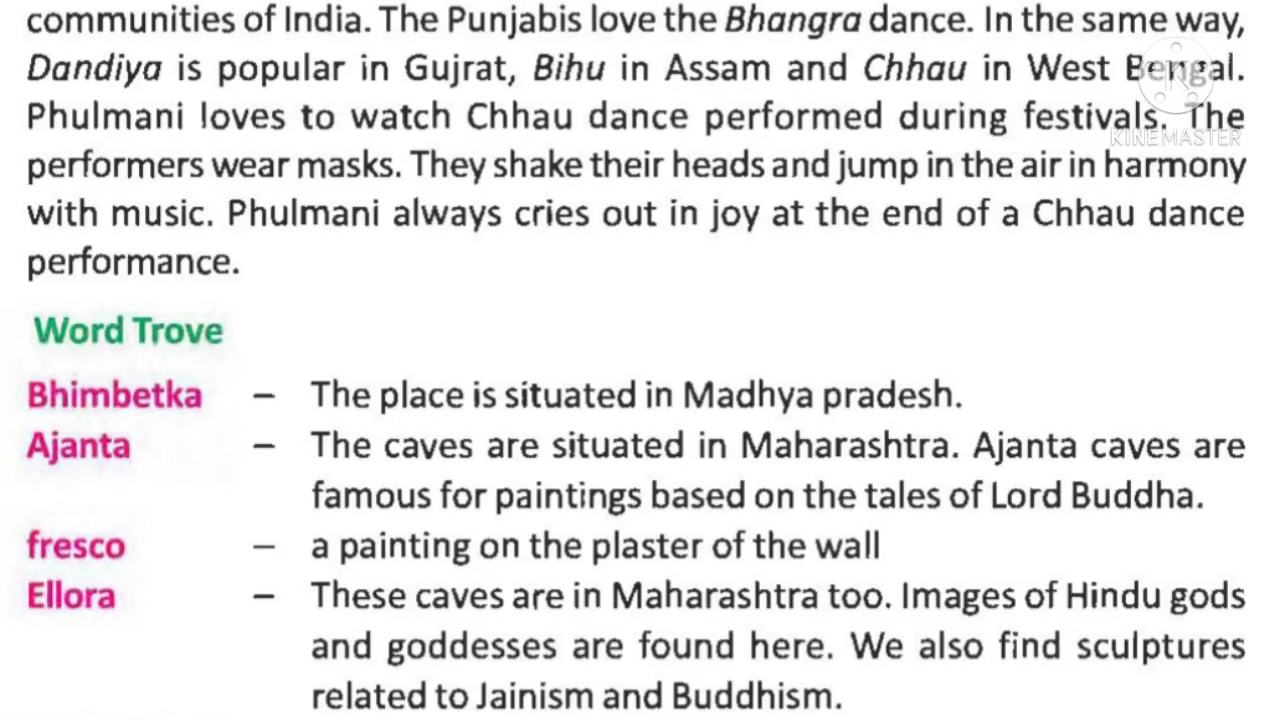 communities of India. The Punjabis love the Bhangra dance. In the same way,
Dandiya is popular in Gujrat, Bihu in Assam and Chhau in West Bengal.
Phulmani loves to watch Chhau dance performed during festivals. The
KINEMASTER
performers wear masks. They shake their heads and jump in the air in harmony
with music. Phulmani always cries out in joy at the end of a Chhau dance
performance.
Word Trove
Bhimbetka – The place is situated in Madhya pradesh.
Ajanta – The caves are situated in Maharashtra. Ajanta caves are
famous for paintings based on the tales of Lord Buddha.
fresco – a painting on the plaster of the wall
Ellora – These caves are in Maharashtra too. Images of Hindu gods
and goddesses are found here. We also find sculptures
related to Jainism and Buddhism.